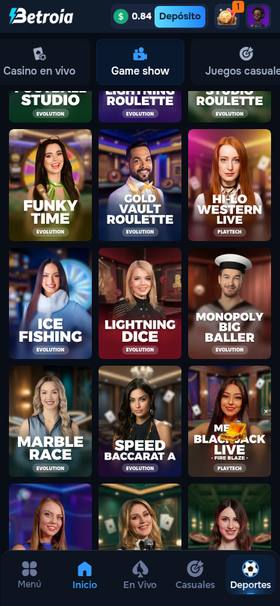 Betroia
$ 0.84 Depósito
1
Casino en vivo
Game show
Juegos casuale
STUDIO
EVOLUTION
LIGHTNING
ROULETTE
EVOLUTION
STUDIO
ROULETTE
EVOLUTION
FUNKY
TIME
EVOLUTION
GOLD
VAULT
ROULETTE
EVOLUTION
HI-LO
WESTERN
LIVE
PLAYTECH
ICE
FISHING
EVOLUTION
LIGHTNING
DICE
EVOLUTION
MONOPOLY
BIG
BALLER
EVOLUTION
MARBLE
RACE
EVOLUTION
SPEED
BACCARAT A
EVOLUTION
BLACKJACK
LIVE
- FIRE BLAZE -
PLAYTECH
Menú
Inicio
En Vivo
Casuales
Deportes